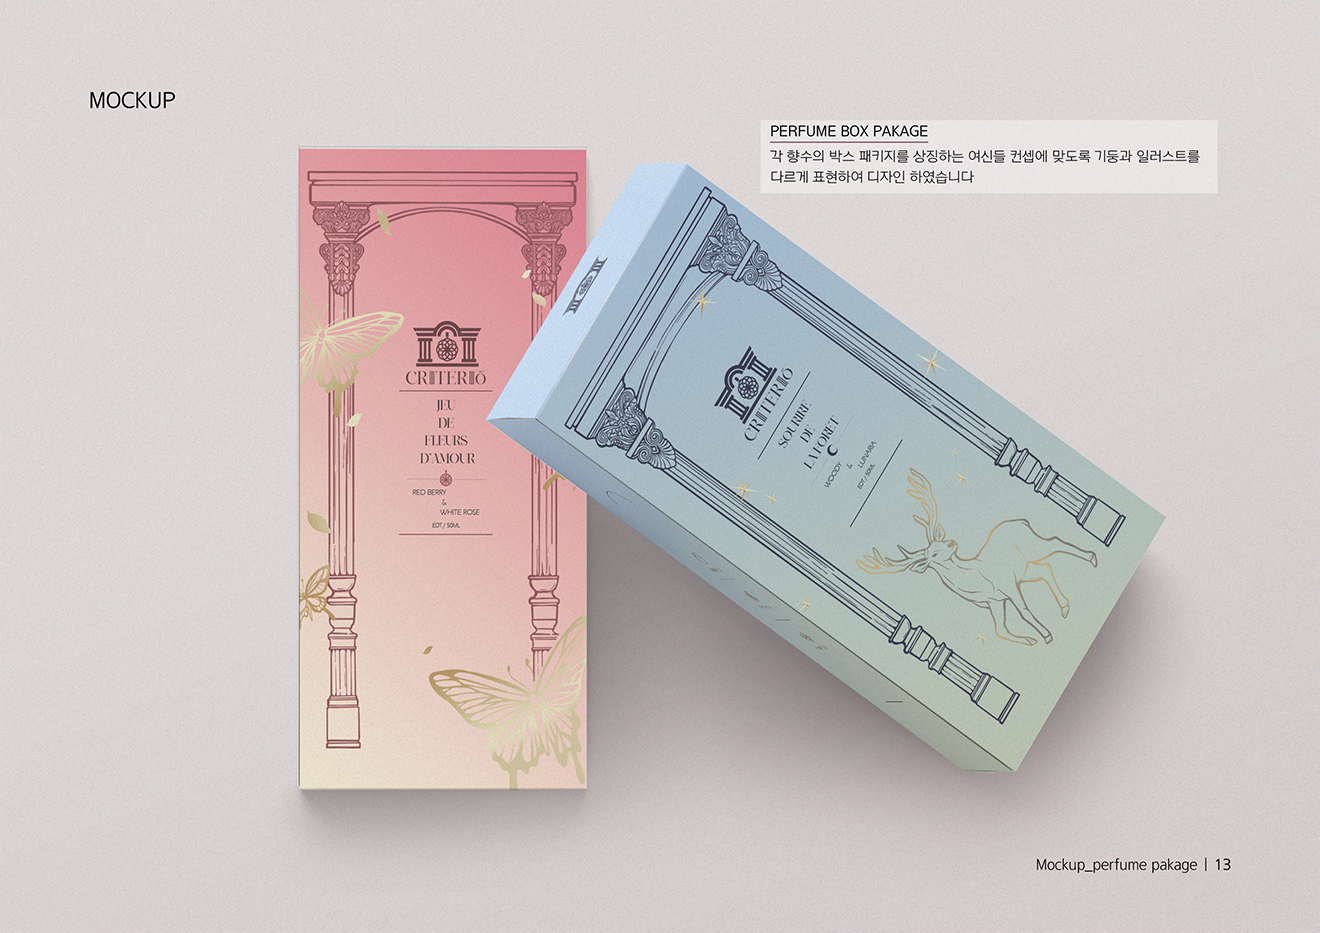 MOCKUP
PERFUME BOX PAKAGE
각 향수의 박스 패키지를 상징하는 여신들 컨셉에 맞도록 기둥과 일러스트를
다르게 표현하여 디자인 하였습니다
CRITERIÓ
JEU
DE
FLEURS
D'AMOUR
RED BERRY
&
WHITE ROSE
EDT / 50ML
CRITERIÓ
SOURIRE
DE
LA FORET
WOODY
&
LUNARIA
EDT / 50ML
Mockup_perfume pakage | 13